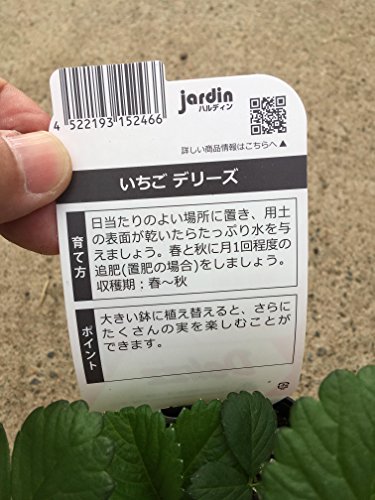 jardin
ハルディン
4 522193 152466
詳しい商品情報はこちらへ▲
いちご デリーズ
育て方
日当たりのよい場所に置き、用土
の表面が乾いたらたっぷり水を与
えましょう。春と秋に月1回程度の
追肥(置肥の場合)をしましょう。
収穫期：春～秋
ポイント
大きい鉢に植え替えると、さらに
たくさんの実を楽しむことが
できます。